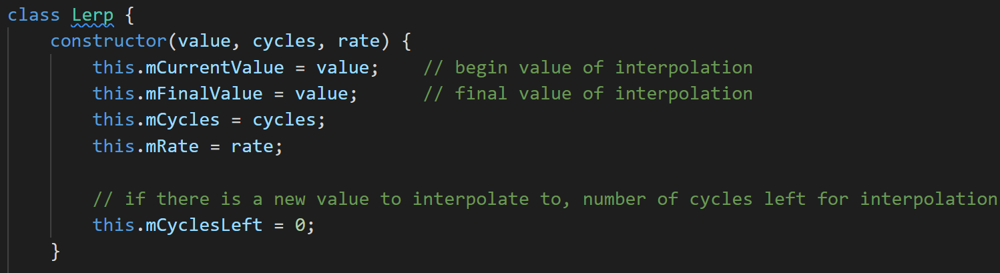 class Lerp {
    constructor(value, cycles, rate) {
        this.mCurrentValue = value;    // begin value of interpolation
        this.mFinalValue = value;      // final value of interpolation
        this.mCycles = cycles;
        this.mRate = rate;

        // if there is a new value to interpolate to, number of cycles left for interpolation
        this.mCyclesLeft = 0;
    }